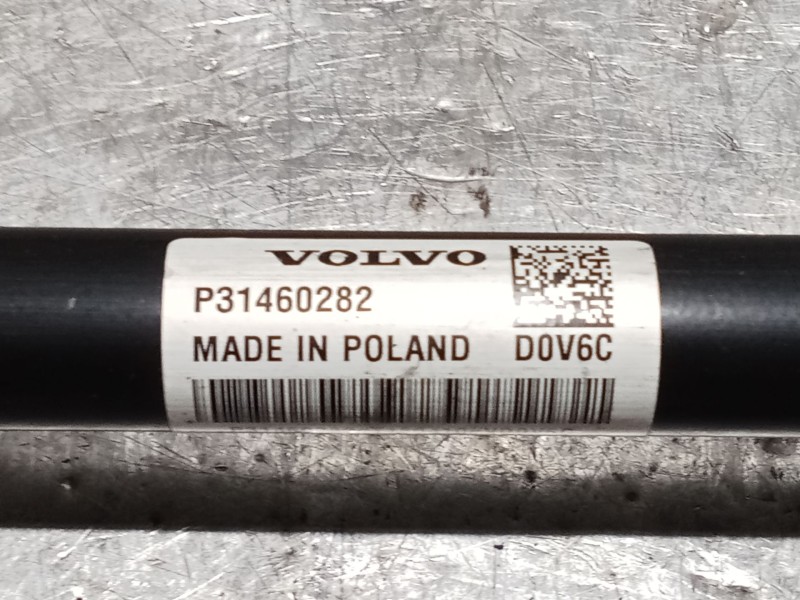 VOLVO
P31460282
MADE IN POLAND D0V6C